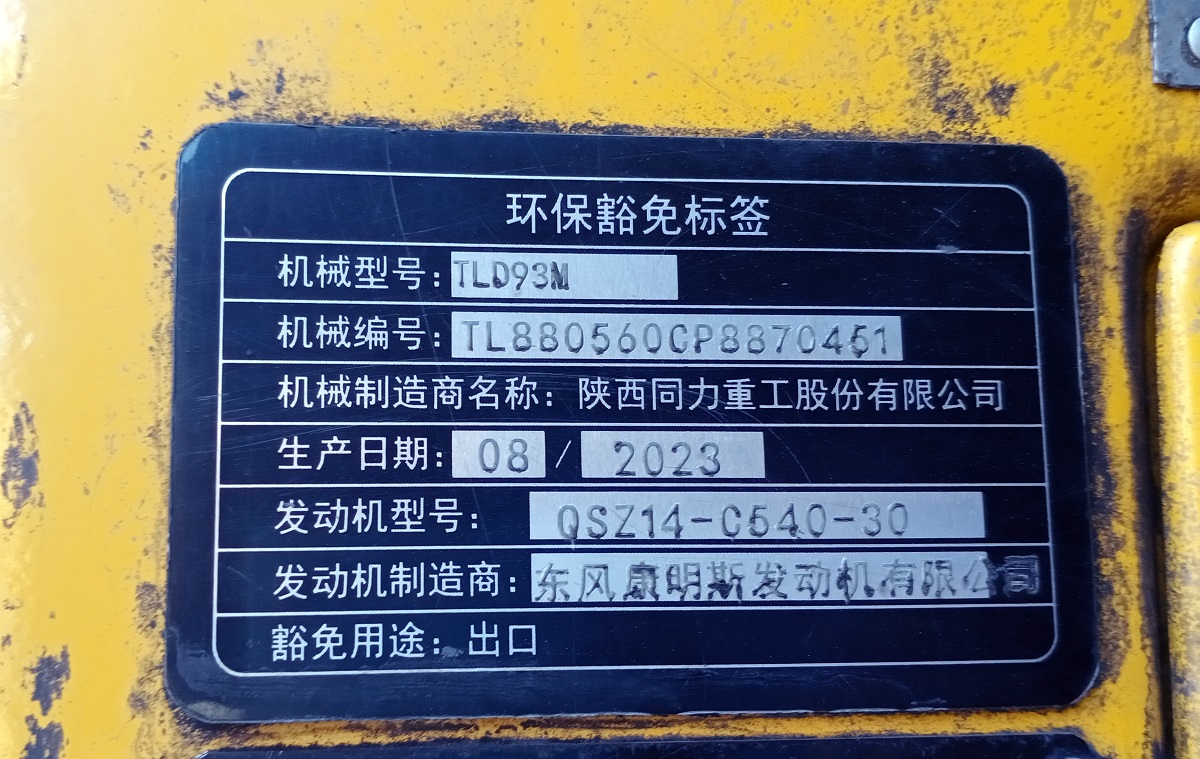 环保豁免标签
机械型号:TLD93M
机械编号:TL880560CP8870451
机械制造商名称:陕西同力重工股份有限公司
生产日期:08/2023
发动机型号:QSZ14-C540-30
发动机制造商:东风康明斯发动机有限公司
豁免用途:出口